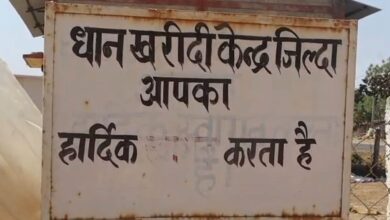 धान खरीदी केन्द्र जिल्दा
आपका
हार्दिक करता है